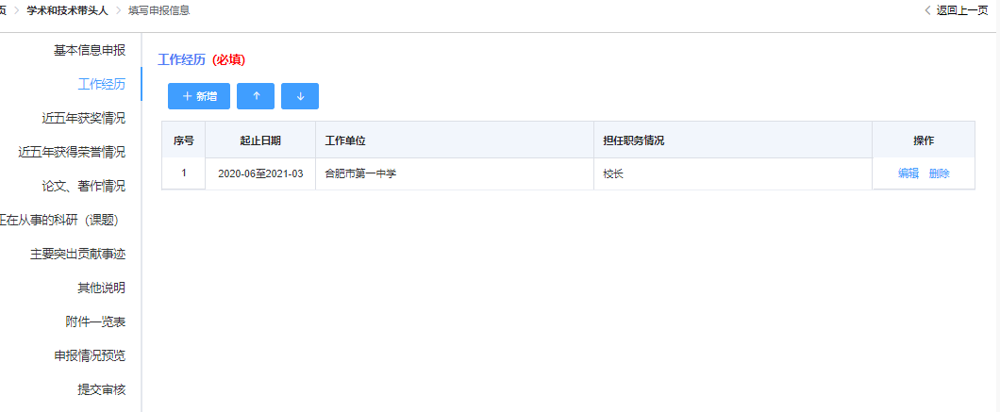 页 > 学术和技术带头人 > 填写申报信息
返回上一页
基本信息申报
工作经历
近五年获奖情况
近五年获得荣誉情况
论文、著作情况
正在从事的科研（课题）
主要突出贡献事迹
其他说明
附件一览表
申报情况预览
提交审核
工作经历 (必填)
+ 新增 ↑ ↓
序号 起止日期 工作单位 担任职务情况 操作
1 2020-06至2021-03 合肥市第一中学 校长 编辑 删除